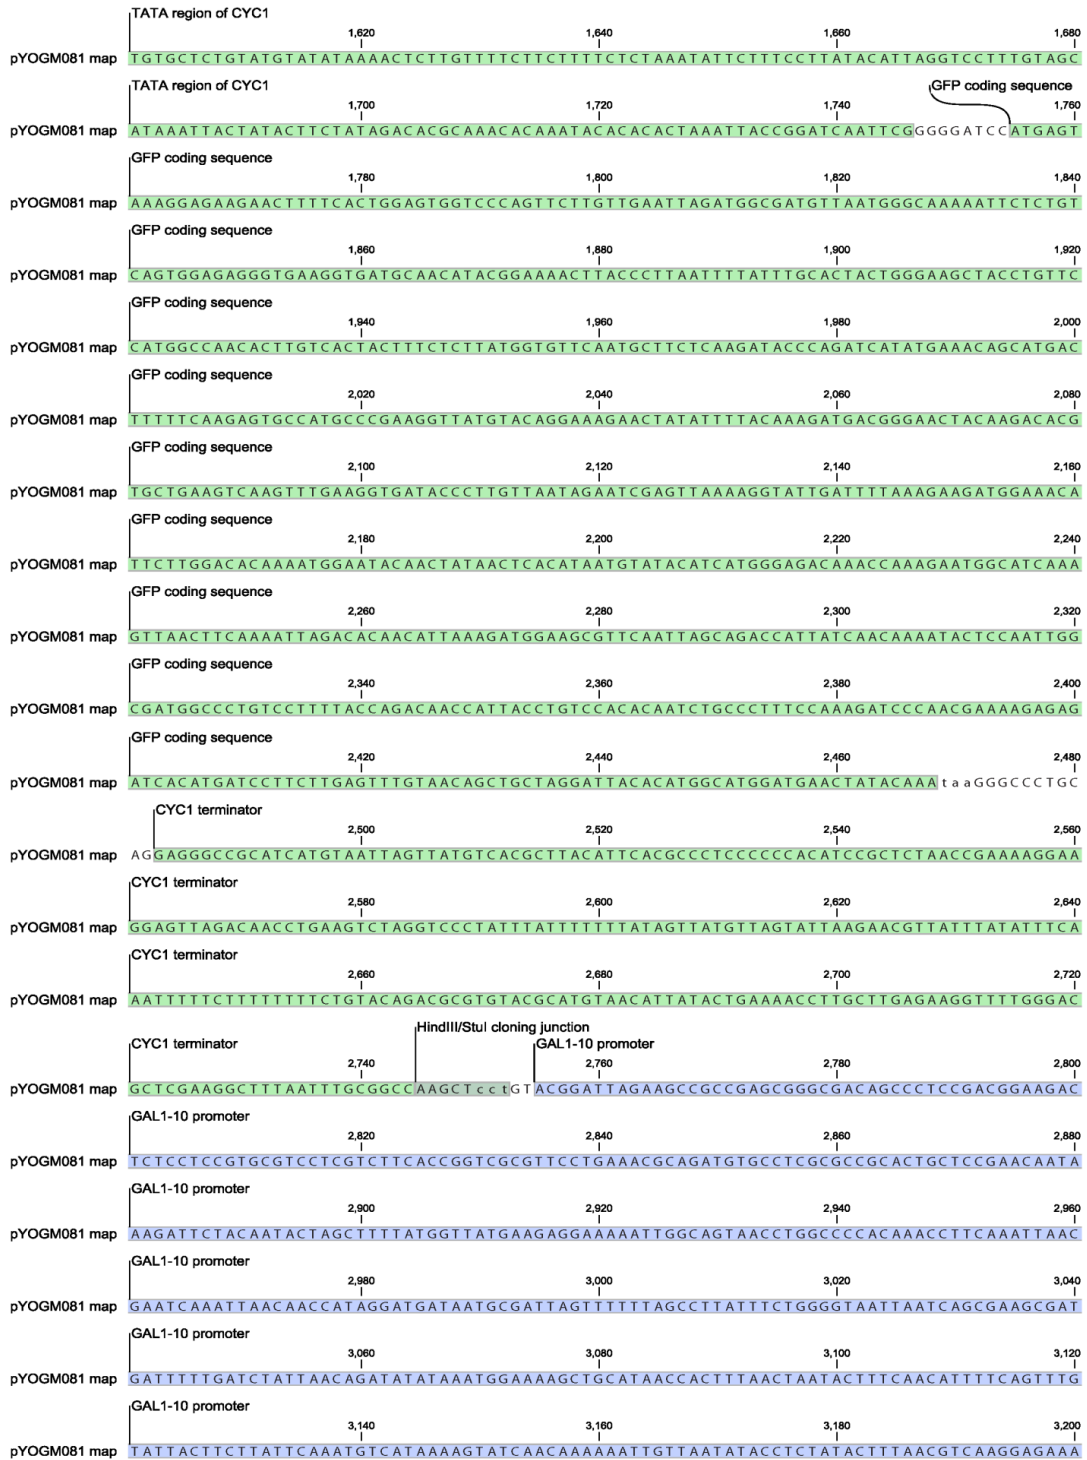 TATA region of CYC1
1,620 1,640 1,660 1,680
pYOGM081 map TGTGCTCTGTATGTATATAAAACTCTTGTTTTCTTCTTTTCTCTAAATATTCTTTCCTTATACATTAGGTCCTTTGTAGC
TATA region of CYC1 GFP coding sequence
1,700 1,720 1,740 1,760
pYOGM081 map ATAAATTACTATACTTCTATAGACACGCAAACACAAATACACACACTAAATTACCGGATCAATTCGGGGGATCCATGAGT
GFP coding sequence
1,780 1,800 1,820 1,840
pYOGM081 map AAAGGAGAAGAACTTTTCACTGGAGTGGTCCCAGTTCTTGTTGAATTAGATGGCGATGTTAATGGGCAAAAATTCTCTGT
GFP coding sequence
1,860 1,880 1,900 1,920
pYOGM081 map CAGTGGAGAGGGTGAAGGTGATGCAACATACGGAAAACTTACCCTTAATTTTATTTGCACTACTGGGAAGCTACCTGTTC
GFP coding sequence
1,940 1,960 1,980 2,000
pYOGM081 map CATGGCCAACACTTGTCACTACTTTCTCTTATGGTGTTCAATGCTTCTCAAGATACCCAGATCATATGAAACAGCATGAC
GFP coding sequence
2,020 2,040 2,060 2,080
pYOGM081 map TTTTTCAAGAGTGCCATGCCCGAAGGTTATGTACAGGAAAGAACTATATTTTACAAAGATGACGGGAACTACAAGACACG
GFP coding sequence
2,100 2,120 2,140 2,160
pYOGM081 map TGCTGAAGTCAAGTTTGAAGGTGATACCCTTGTTAATAGAATCGAGTTAAAAGGTATTGATTTTAAAGAAGATGGAAACA
GFP coding sequence
2,180 2,200 2,220 2,240
pYOGM081 map TTCTTGGACACAAAATGGAATACAACTATAACTCACATAATGTATACATCATGGGAGACAAACCAAAGAATGGCATCAAA
GFP coding sequence
2,260 2,280 2,300 2,320
pYOGM081 map GTTAACTTCAAAATTAGACACAACATTAAAGATGGAAGCGTTCAATTAGCAGACCATTATCAACAAAATACTCCAATTGG
GFP coding sequence
2,340 2,360 2,380 2,400
pYOGM081 map CGATGGCCCTGTCCTTTTACCAGACAACCATTACCTGTCCACACAATCTGCCCTTTCCAAAGATCCCAACGAAAAGAGAG
GFP coding sequence
2,420 2,440 2,460 2,480
pYOGM081 map ATCACATGATCCTTCTTGAGTTTGTAACAGCTGCTAGGATTACACATGGCATGGATGAACTATACAAAtaaGGGCCCTGC
CYC1 terminator
2,500 2,520 2,540 2,560
pYOGM081 map AGGAGGGCCGCATCATGTAATTAGTTATGTCACGCTTACATTCACGCCCTCCCCCCACATCCGCTCTAACCGAAAAGGAA
CYC1 terminator
2,580 2,600 2,620 2,640
pYOGM081 map GGAGTTAGACAACCTGAAGTCTAGGTCCCTATTTATTTTTTTATAGTTATGTTAGTATTAAGAACGTTATTTATATTTCA
CYC1 terminator
2,660 2,680 2,700 2,720
pYOGM081 map AATTTTTCTTTTTTTTCTGTACAGACGCGTGTACGCATGTAACATTATACTGAAAACCTTGCTTGAGAAGGTTTTGGGAC
HindIII/StuI cloning junction
CYC1 terminator GAL1-10 promoter
2,740 2,760 2,780 2,800
pYOGM081 map GCTCGAAGGCTTTAATTTGCGGCCAAGCTcctGTACGGATTAGAAGCCGCCGAGCGGGCGACAGCCCTCCGACGGAAGAC
GAL1-10 promoter
2,820 2,840 2,860 2,880
pYOGM081 map TCTCCTCCGTGCGTCCTCGTCTTCACCGGTCGCGTTCCTGAAACGCAGATGTGCCTCGCGCCGCACTGCTCCGAACAATA
GAL1-10 promoter
2,900 2,920 2,940 2,960
pYOGM081 map AAGATTCTACAATACTAGCTTTTATGGTTATGAAGAGGAAAAATTGGCAGTAACCTGGCCCCACAAACCTTCAAATTAAC
GAL1-10 promoter
2,980 3,000 3,020 3,040
pYOGM081 map GAATCAAATTAACAACCATAGGATGATAATGCGATTAGTTTTTTAGCCTTATTTCTGGGGTAATTAATCAGCGAAGCGAT
GAL1-10 promoter
3,060 3,080 3,100 3,120
pYOGM081 map GATTTTTGATCTATTAACAGATATATAAATGGAAAAGCTGCATAACCACTTTAACTAATACTTTCAACATTTTCAGTTTG
GAL1-10 promoter
3,140 3,160 3,180 3,200
pYOGM081 map TATTACTTCTTATTCAAATGTCATAAAAGTATCAACAAAAAATTGTTAATATACCTCTATACTTTAACGTCAAGGAGAAA